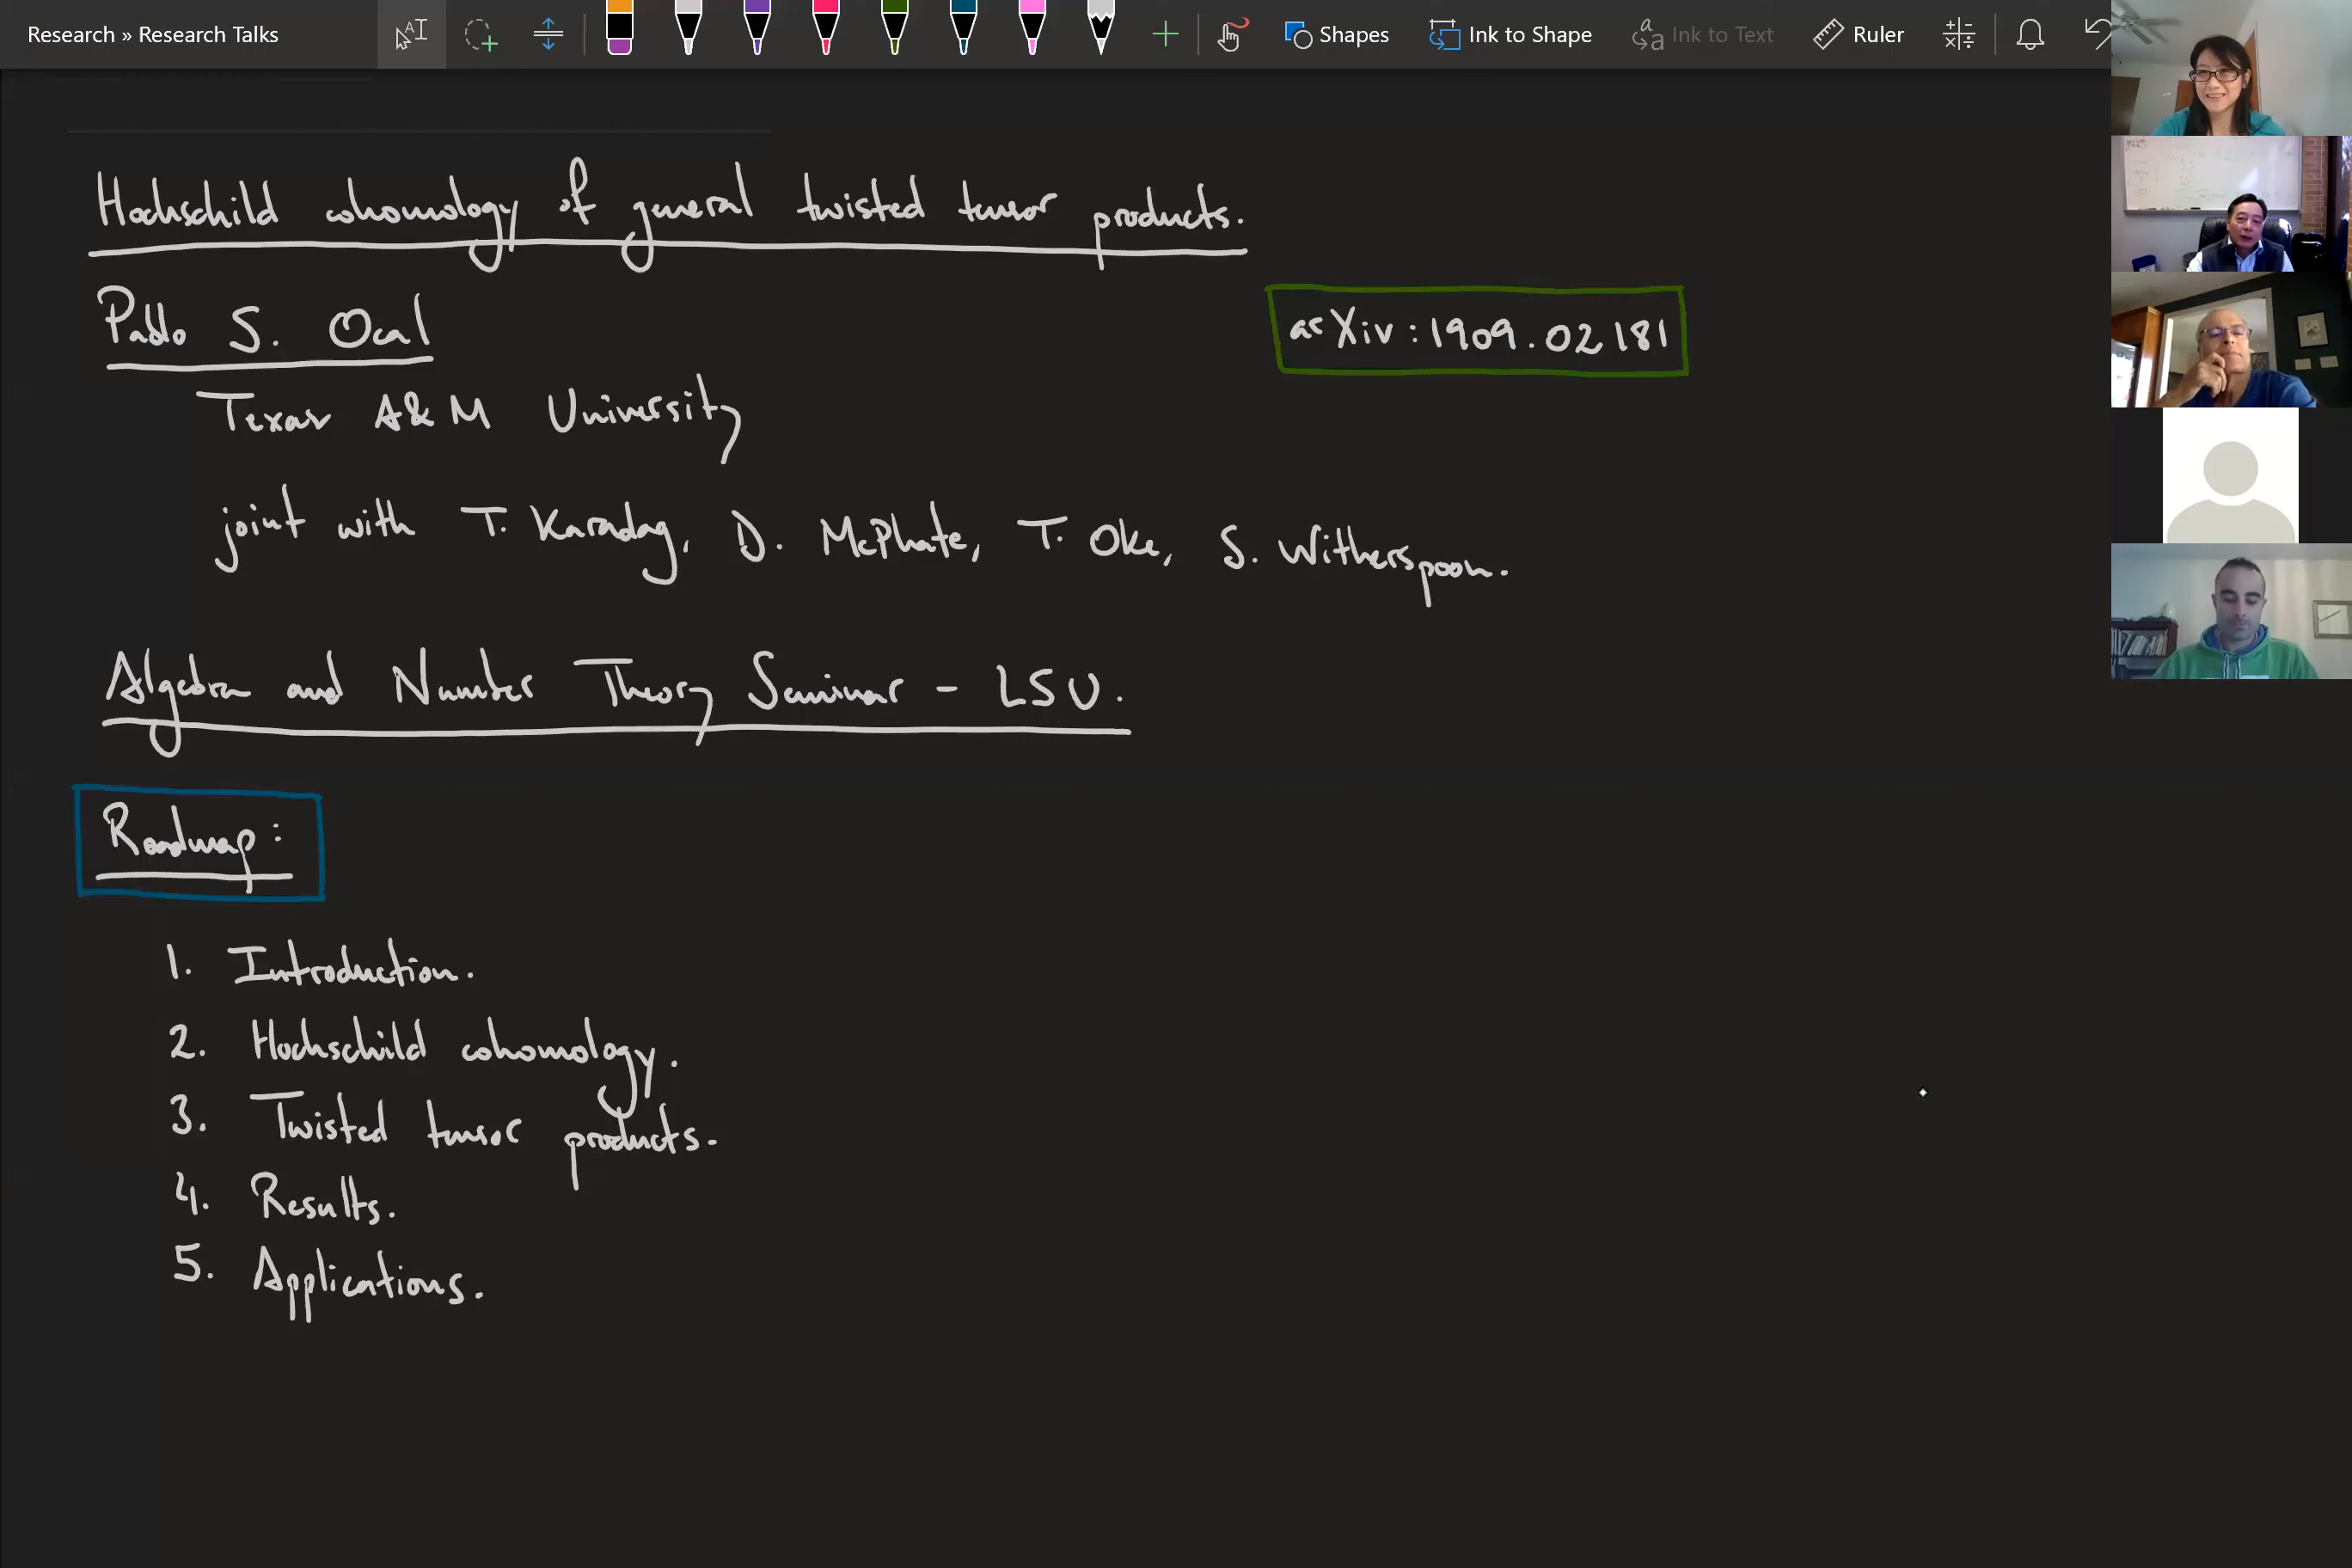 Research » Research Talks
Shapes
Ink to Shape
Ink to Text
Ruler
Hochschild cohomology of general twisted tensor products.
Pablo S. Ocal
arXiv:1909.02181
Texas A&M University
joint with T. Karadag, D. McPhate, T. Oke, S. Witherspoon.
Algebra and Number Theory Seminar - LSU.
Roadmap:
1. Introduction.
2. Hochschild cohomology.
3. Twisted tensor products.
4. Results.
5. Applications.